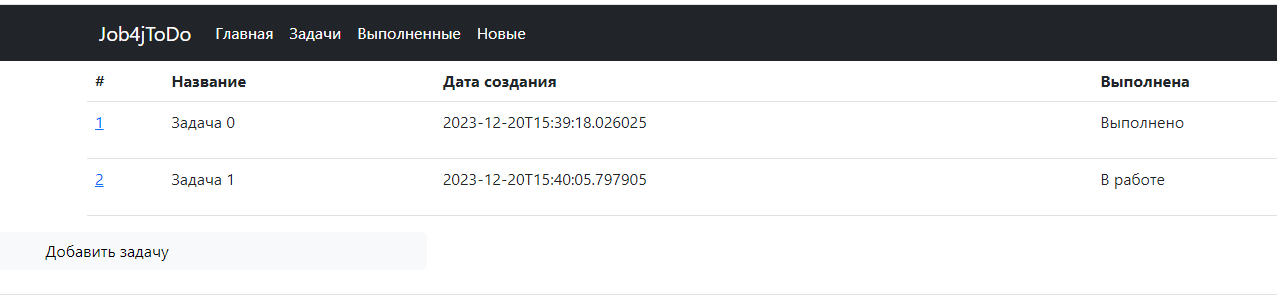 Job4jToDo Главная Задачи Выполненные Новые
# Название Дата создания Выполнена
1 Задача 0 2023-12-20T15:39:18.026025 Выполнено
2 Задача 1 2023-12-20T15:40:05.797905 В работе
Добавить задачу